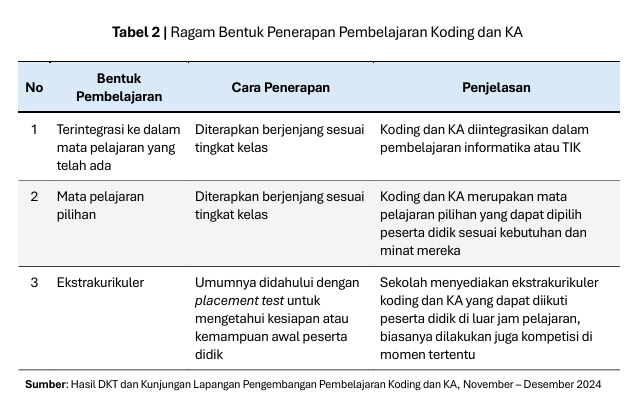 Tabel 2 | Ragam Bentuk Penerapan Pembelajaran Koding dan KA
No
Bentuk
Pembelajaran
Cara Penerapan
Penjelasan
1
Terintegrasi ke dalam
mata pelajaran yang
telah ada
Diterapkan berjenjang sesuai
tingkat kelas
Koding dan KA diintegrasikan dalam
pembelajaran informatika atau TIK
2
Mata pelajaran
pilihan
Diterapkan berjenjang sesuai
tingkat kelas
Koding dan KA merupakan mata
pelajaran pilihan yang dapat dipilih
peserta didik sesuai kebutuhan dan
minat mereka
3
Ekstrakurikuler
Umumnya didahului dengan
placement test untuk
mengetahui kesiapan atau
kemampuan awal peserta
didik
Sekolah menyediakan ekstrakurikuler
koding dan KA yang dapat diikuti
peserta didik di luar jam pelajaran,
biasanya dilakukan juga kompetisi di
momen tertentu
Sumber: Hasil DKT dan Kunjungan Lapangan Pengembangan Pembelajaran Koding dan KA, November – Desember 2024